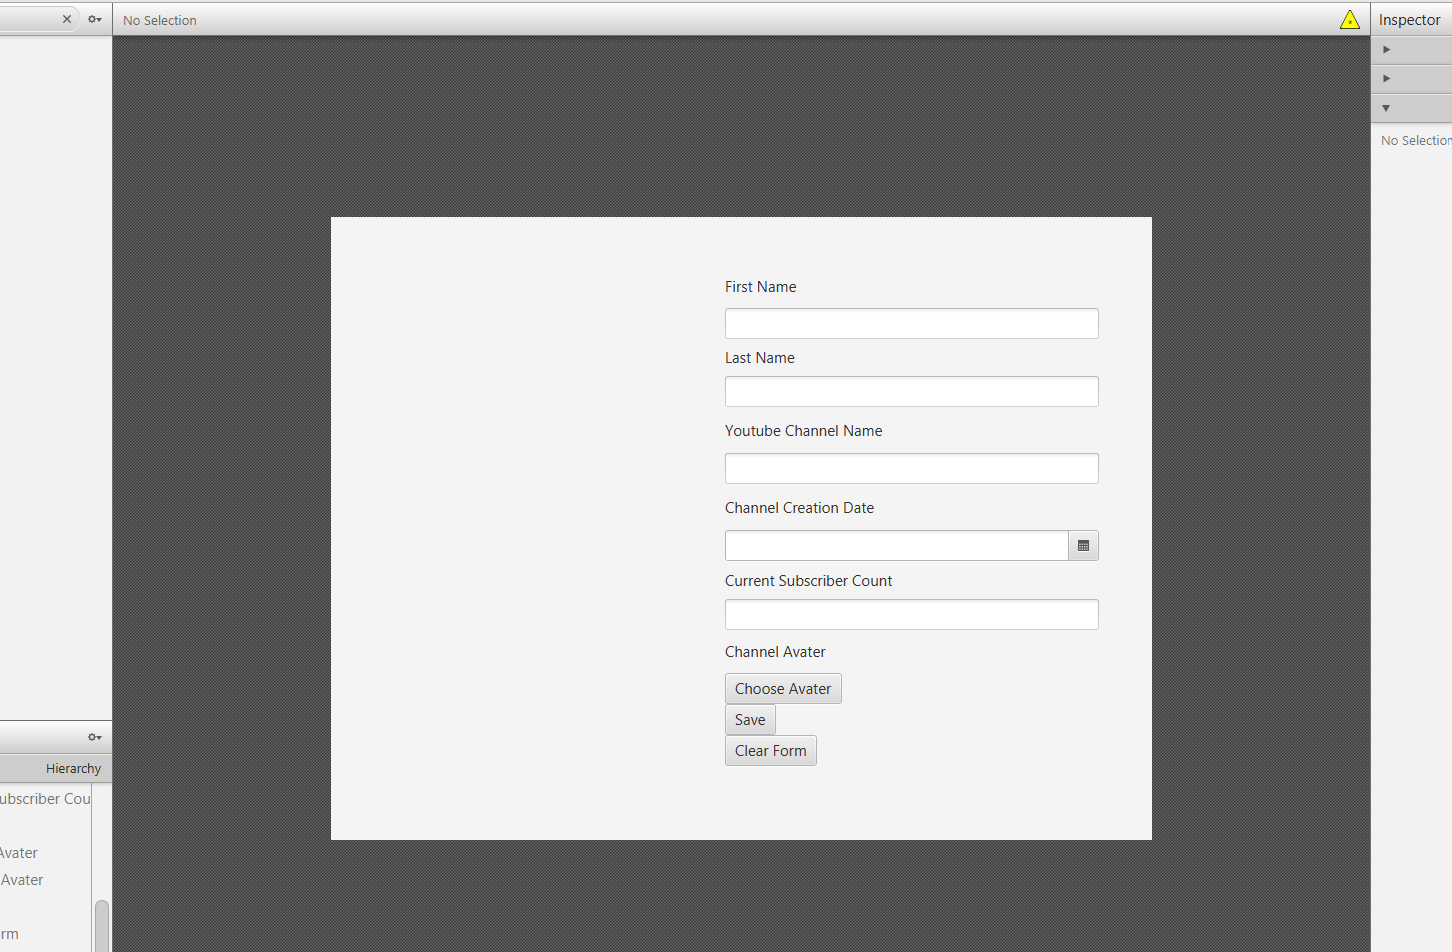 No Selection
Inspector
No Selection
First Name
Last Name
Youtube Channel Name
Channel Creation Date
Current Subscriber Count
Channel Avater
Choose Avater
Save
Clear Form
Hierarchy
ubscriber Cou
Avater
Avater
rm